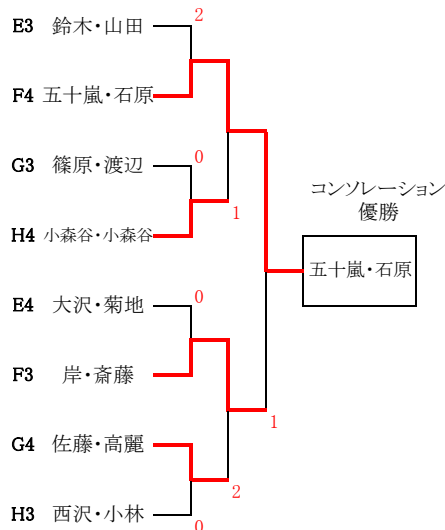 E3 鈴木・山田
2
F4 五十嵐・石原
G3 篠原・渡辺
0
H4 小森谷・小森谷
1
コンソレーション
優勝
五十嵐・石原
E4 大沢・菊地
0
F3 岸・斎藤
1
G4 佐藤・高麗
2
H3 西沢・小林
0